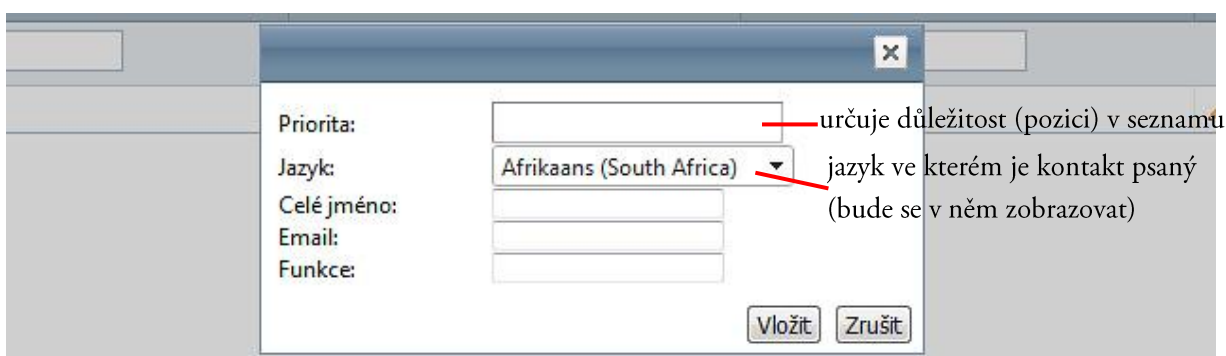 Priorita:
určuje důležitost (pozici) v seznamu
Jazyk:
Afrikaans (South Africa)
jazyk ve kterém je kontakt psaný
(bude se v něm zobrazovat)
Celé jméno:
Email:
Funkce:
Vložit
Zrušit